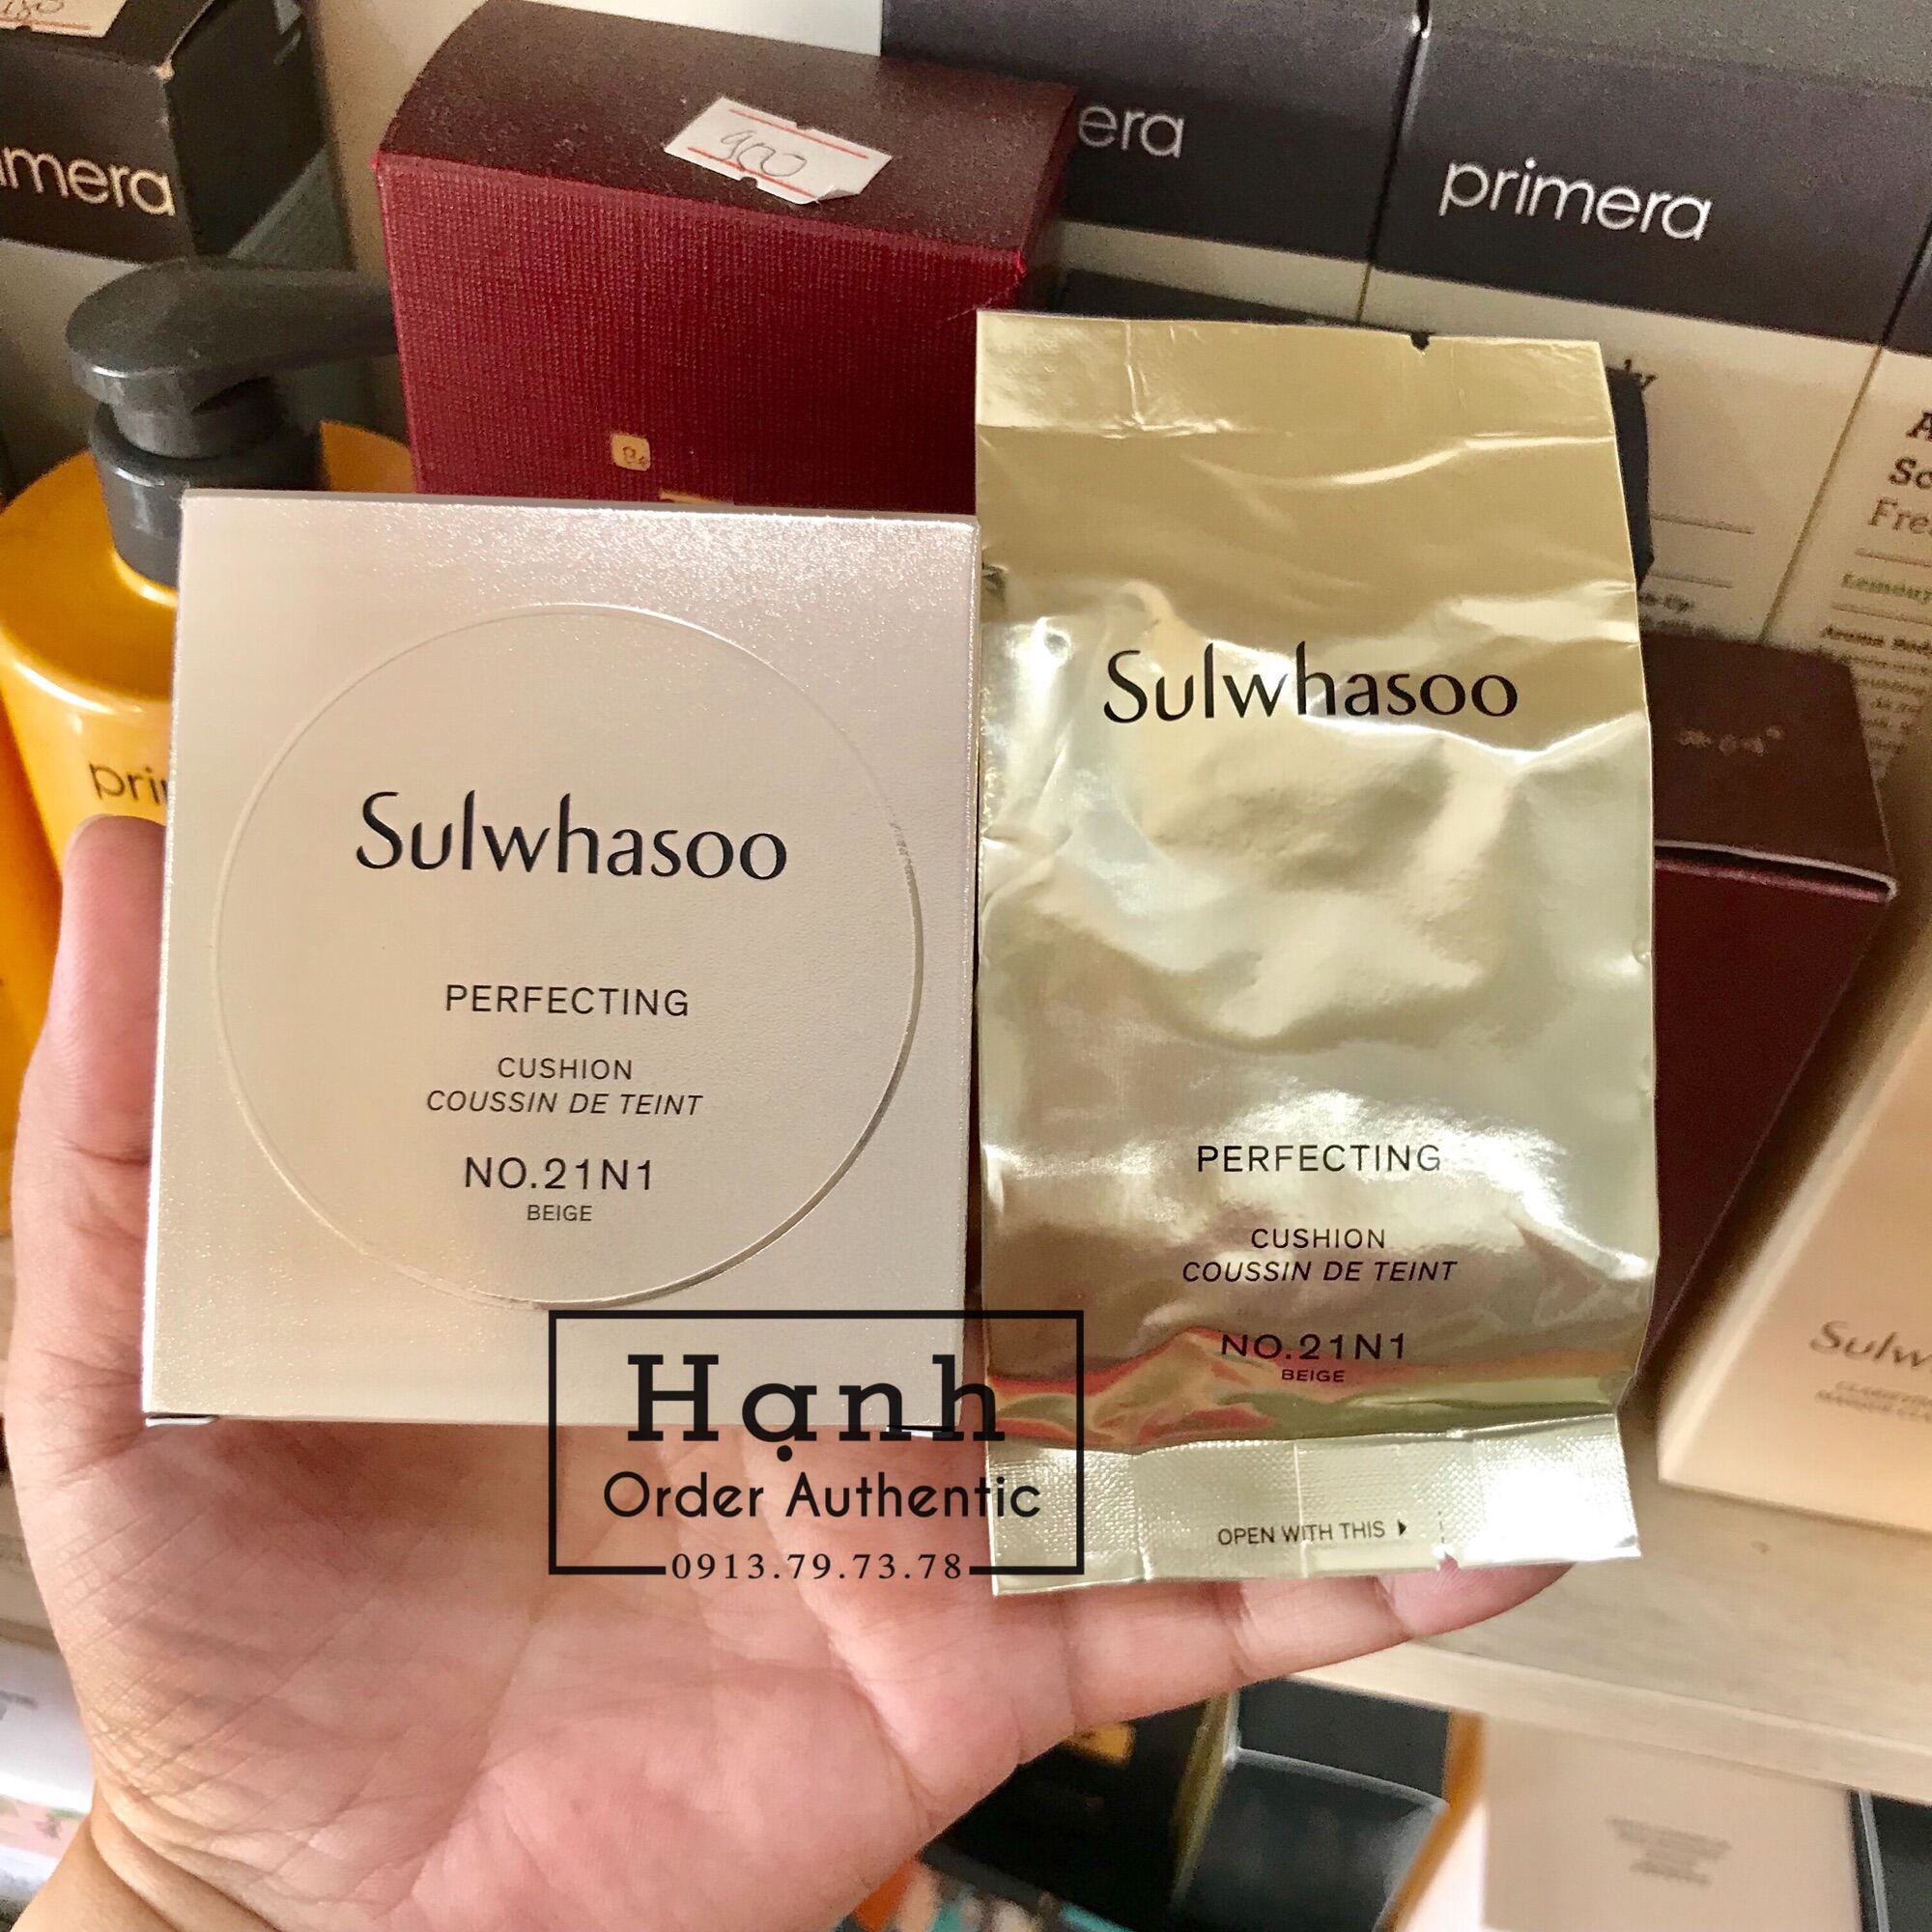 primera
900
primera
Sulwhasoo
PERFECTING
CUSHION
COUSSIN DE TEINT
NO.21N1
BEIGE
Sulwhasoo
PERFECTING
CUSHION
COUSSIN DE TEINT
NO.21N1
BEIGE
OPEN WITH THIS
Hạnh
Order Authentic
0913.79.73.78